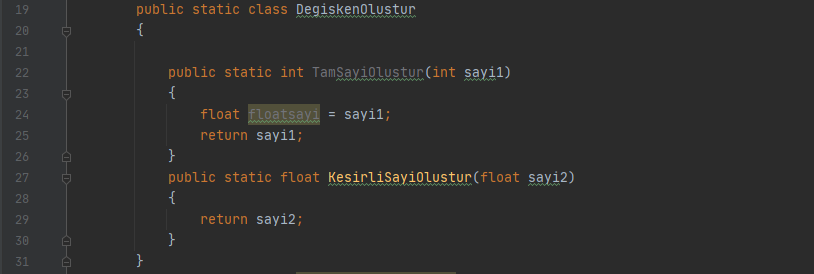 19 public static class DegiskenOlustur
20 {
21
22 public static int TamSayiOlustur(int sayi1)
23 {
24 float floatsayi = sayi1;
25 return sayi1;
26 }
27 public static float KesirliSayiOlustur(float sayi2)
28 {
29 return sayi2;
30 }
31 }